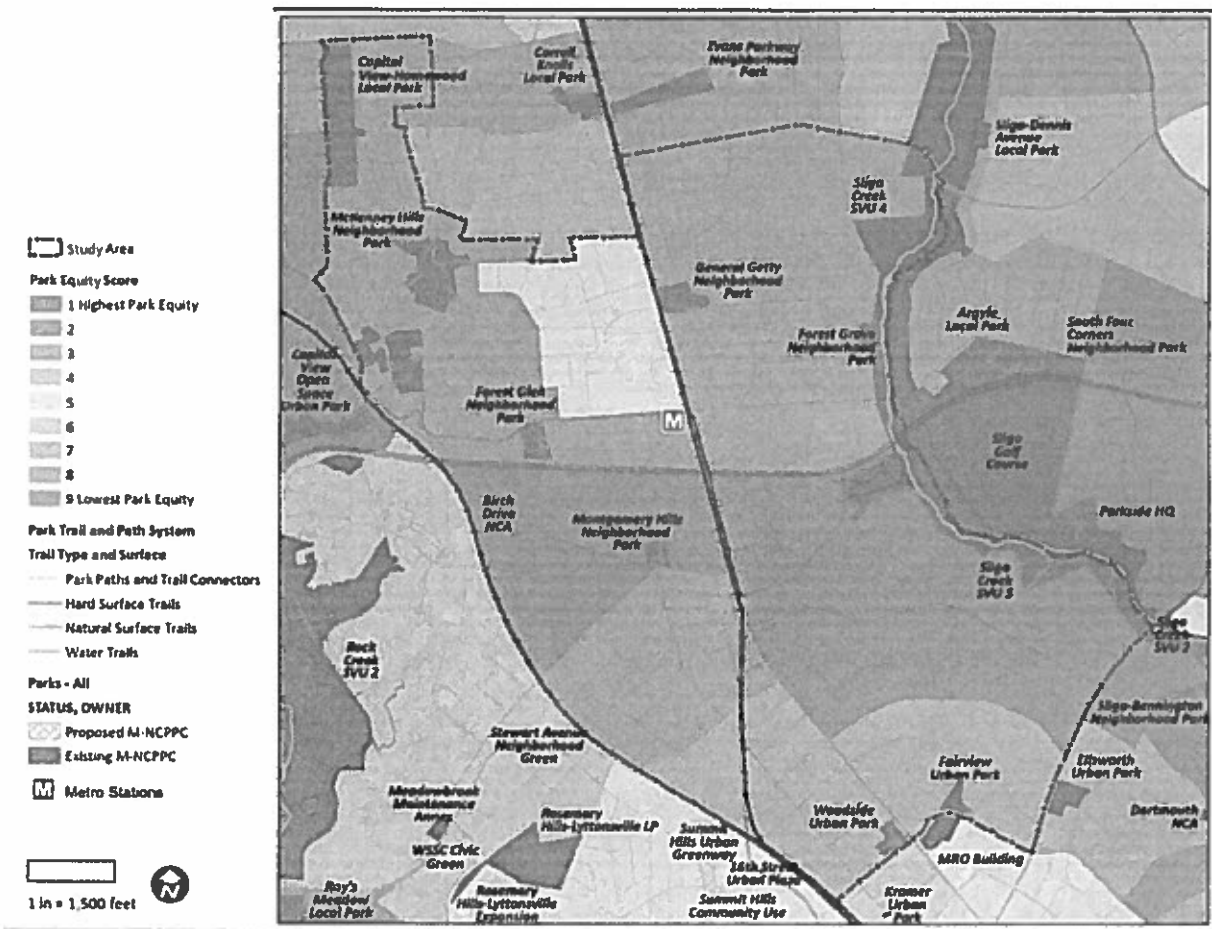 Study Area
Park Equity Score
1 Highest Park Equity
2
3
4
5
6
7
8
9 Lowest Park Equity
Park Trail and Path System
Trail Type and Surface
Park Paths and Trail Connectors
Hard Surface Trails
Natural Surface Trails
Water Trails
Parks - All
STATUS, OWNER
Proposed M-NCPPC
Existing M-NCPPC
M Metro Stations
1 in = 1,500 feet
N
Capitol
View-Homewood
Local Park
Carroll
Knolls
Local Park
Evans Parkway
Neighborhood
Park
Sligo-Dennis
Avenue
Local Park
Sligo
Creek
SVU 4
McKenney Hills
Neighborhood
Park
General Getty
Neighborhood
Park
Argyle
Local Park
South Four
Corners
Neighborhood Park
Forest Grove
Neighborhood
Park
Capitol
View
Open
Space
Urban Park
Forest Glen
Neighborhood
Park
M
Sligo
Golf
Course
Birch
Drive
NCA
Montgomery Hills
Neighborhood
Park
Parkside HQ
Sligo
Creek
SVU 3
Sligo
Creek
SVU 2
Rock
Creek
SVU 2
Sligo-Bennington
Neighborhood Park
Stewart Avenue
Neighborhood
Green
Fairview
Urban Park
Ellsworth
Urban Park
Meadowbrook
Maintenance
Annex
Rosemary
Hills-Lyttonsville LP
Woodside
Urban Park
Dartmouth
NCA
WSSC Civic
Green
Summit
Hills Urban
Greenway
MRO Building
16th Street
Urban Plaza
Ray's
Meadow
Local Park
Rosemary
Hills-Lyttonsville
Expansion
Summit Hills
Community Use
Kramer
Urban
Park